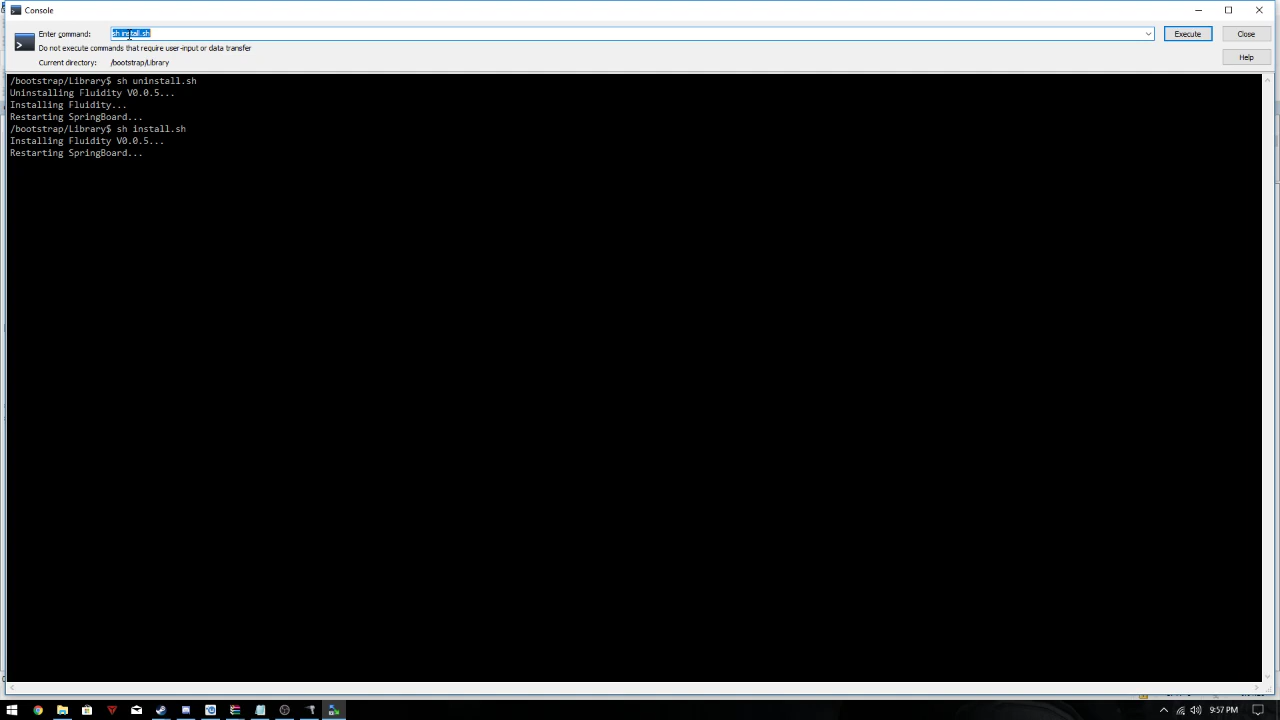 Console
Enter command:
sh install.sh
Execute
Close
Do not execute commands that require user-input or data transfer
Current directory:
/bootstrap/Library
Help
/bootstrap/Library$ sh uninstall.sh
Uninstalling Fluidity V0.0.5...
Installing Fluidity...
Restarting SpringBoard...
/bootstrap/Library$ sh install.sh
Installing Fluidity V0.0.5...
Restarting SpringBoard...
9:57 PM